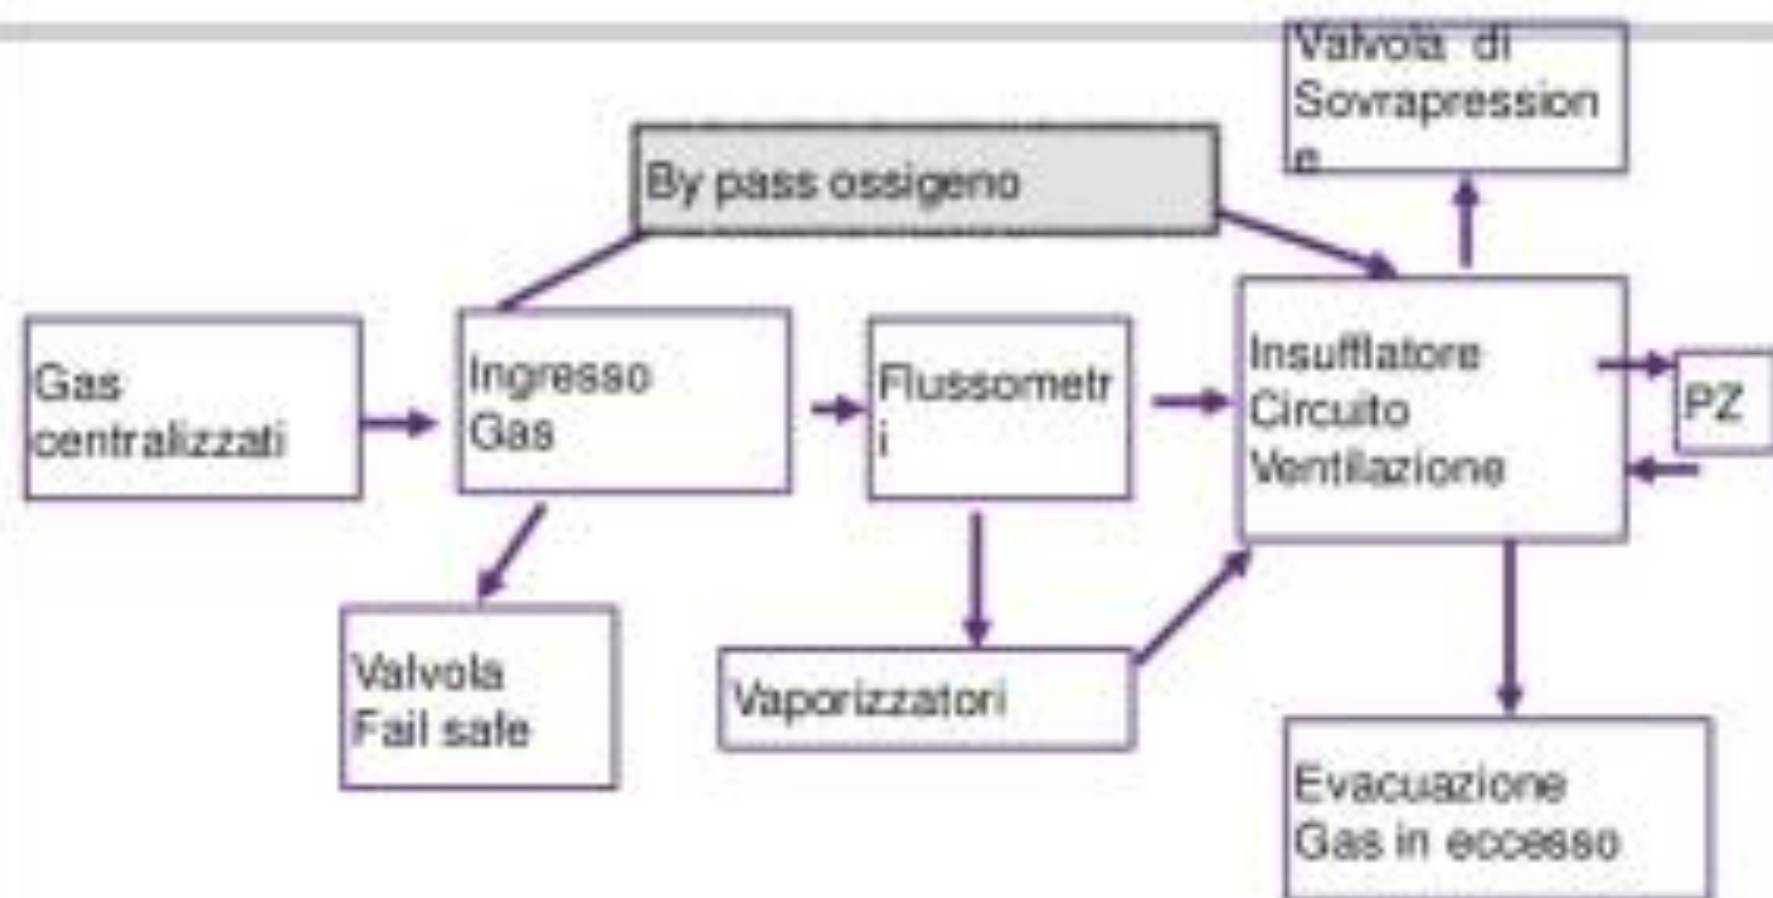 Valvola di
Sovrapression
e
By pass ossigeno
Gas
centralizzati
Ingresso
Gas
Flussometr
i
Insufflatore
Circuito
Ventilazione
PZ
Valvola
Fail safe
Vaporizzatori
Evacuazione
Gas in eccesso